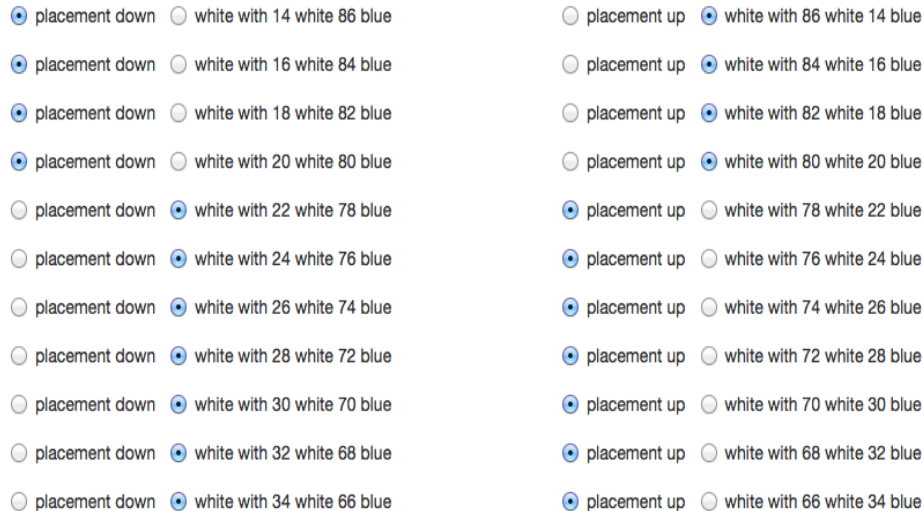 placement down white with 14 white 86 blue placement up white with 86 white 14 blue
placement down white with 16 white 84 blue placement up white with 84 white 16 blue
placement down white with 18 white 82 blue placement up white with 82 white 18 blue
placement down white with 20 white 80 blue placement up white with 80 white 20 blue
placement down white with 22 white 78 blue placement up white with 78 white 22 blue
placement down white with 24 white 76 blue placement up white with 76 white 24 blue
placement down white with 26 white 74 blue placement up white with 74 white 26 blue
placement down white with 28 white 72 blue placement up white with 72 white 28 blue
placement down white with 30 white 70 blue placement up white with 70 white 30 blue
placement down white with 32 white 68 blue placement up white with 68 white 32 blue
placement down white with 34 white 66 blue placement up white with 66 white 34 blue